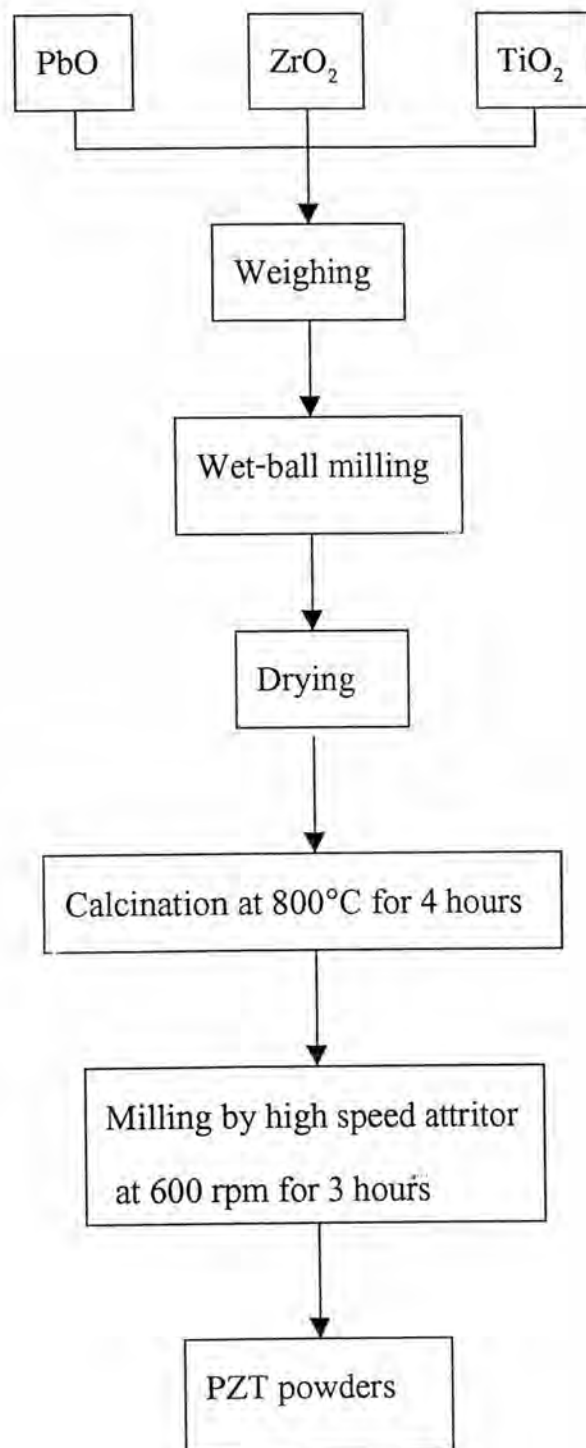 PbO
ZrO₂
TiO₂
Weighing
Wet-ball milling
Drying
Calcination at 800°C for 4 hours
Milling by high speed attritor
at 600 rpm for 3 hours
PZT powders